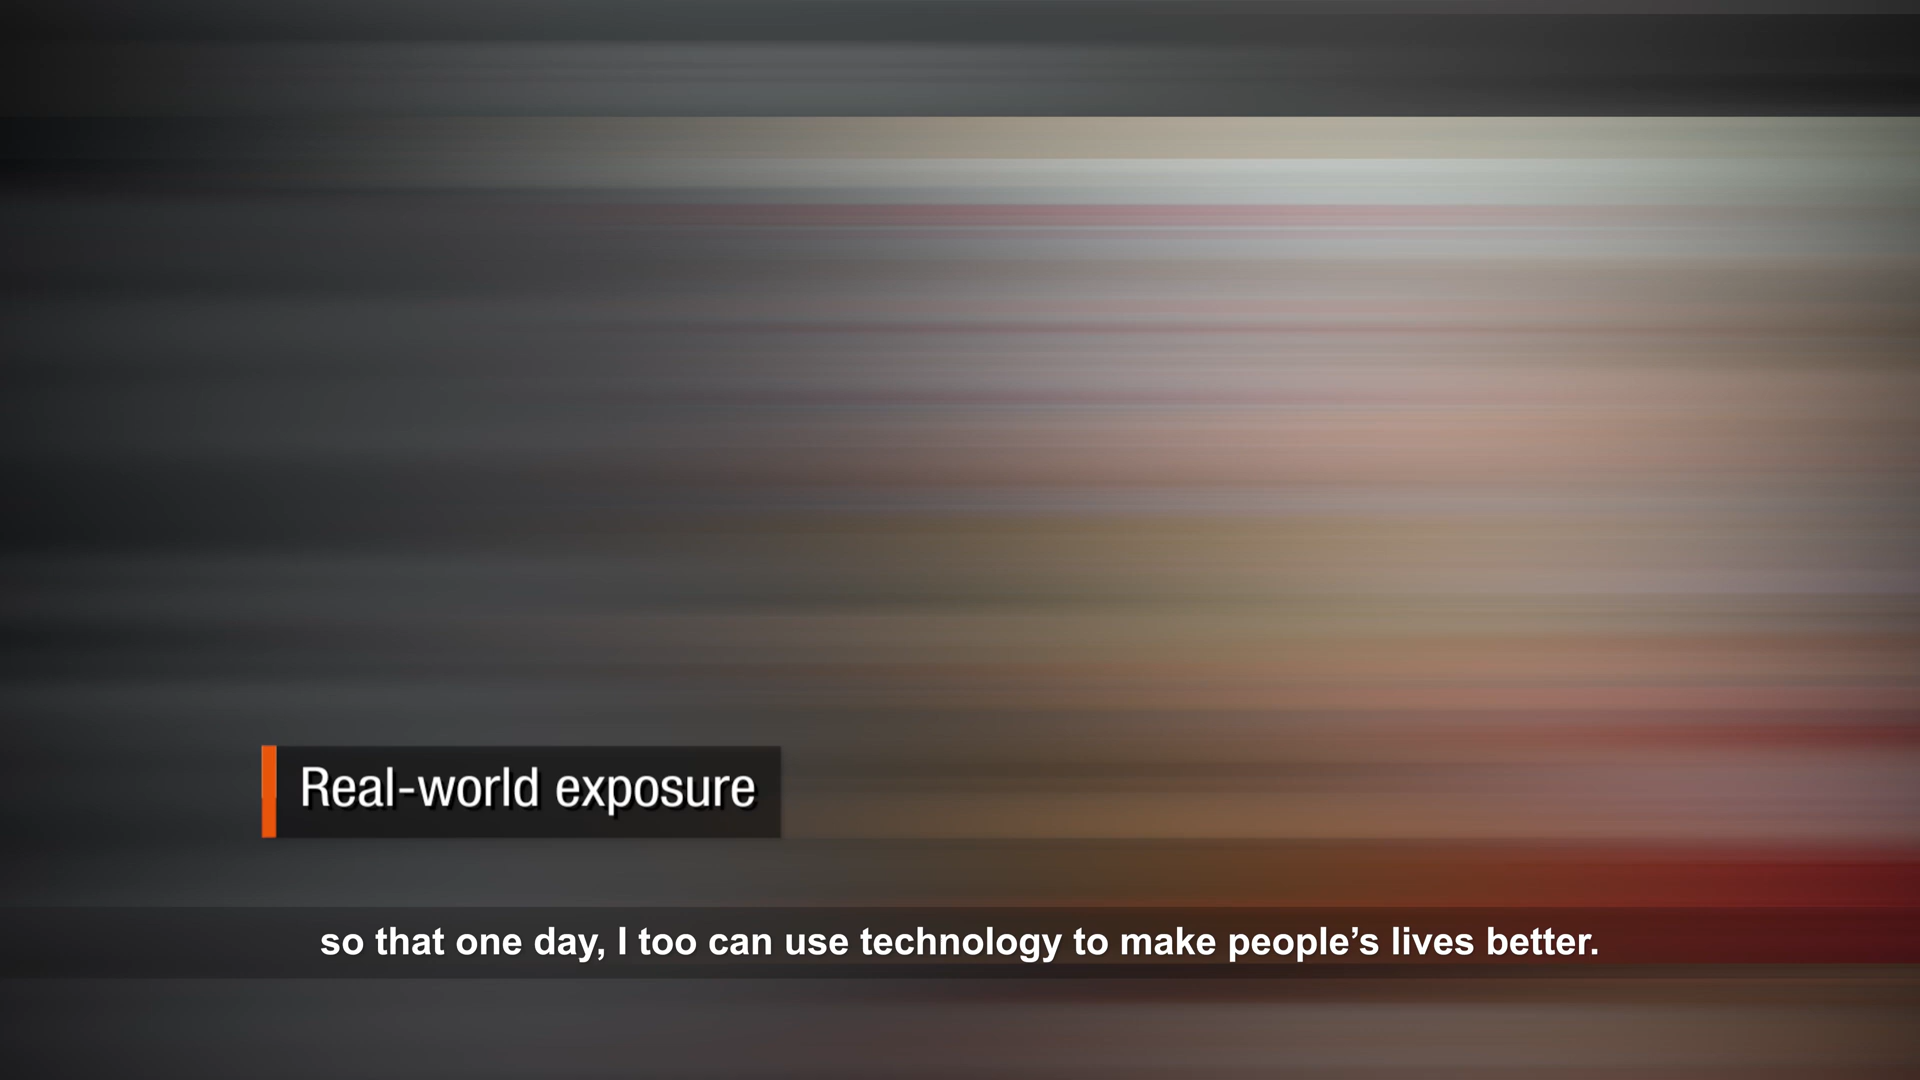 Real-world exposure
so that one day, I too can use technology to make people’s lives better.